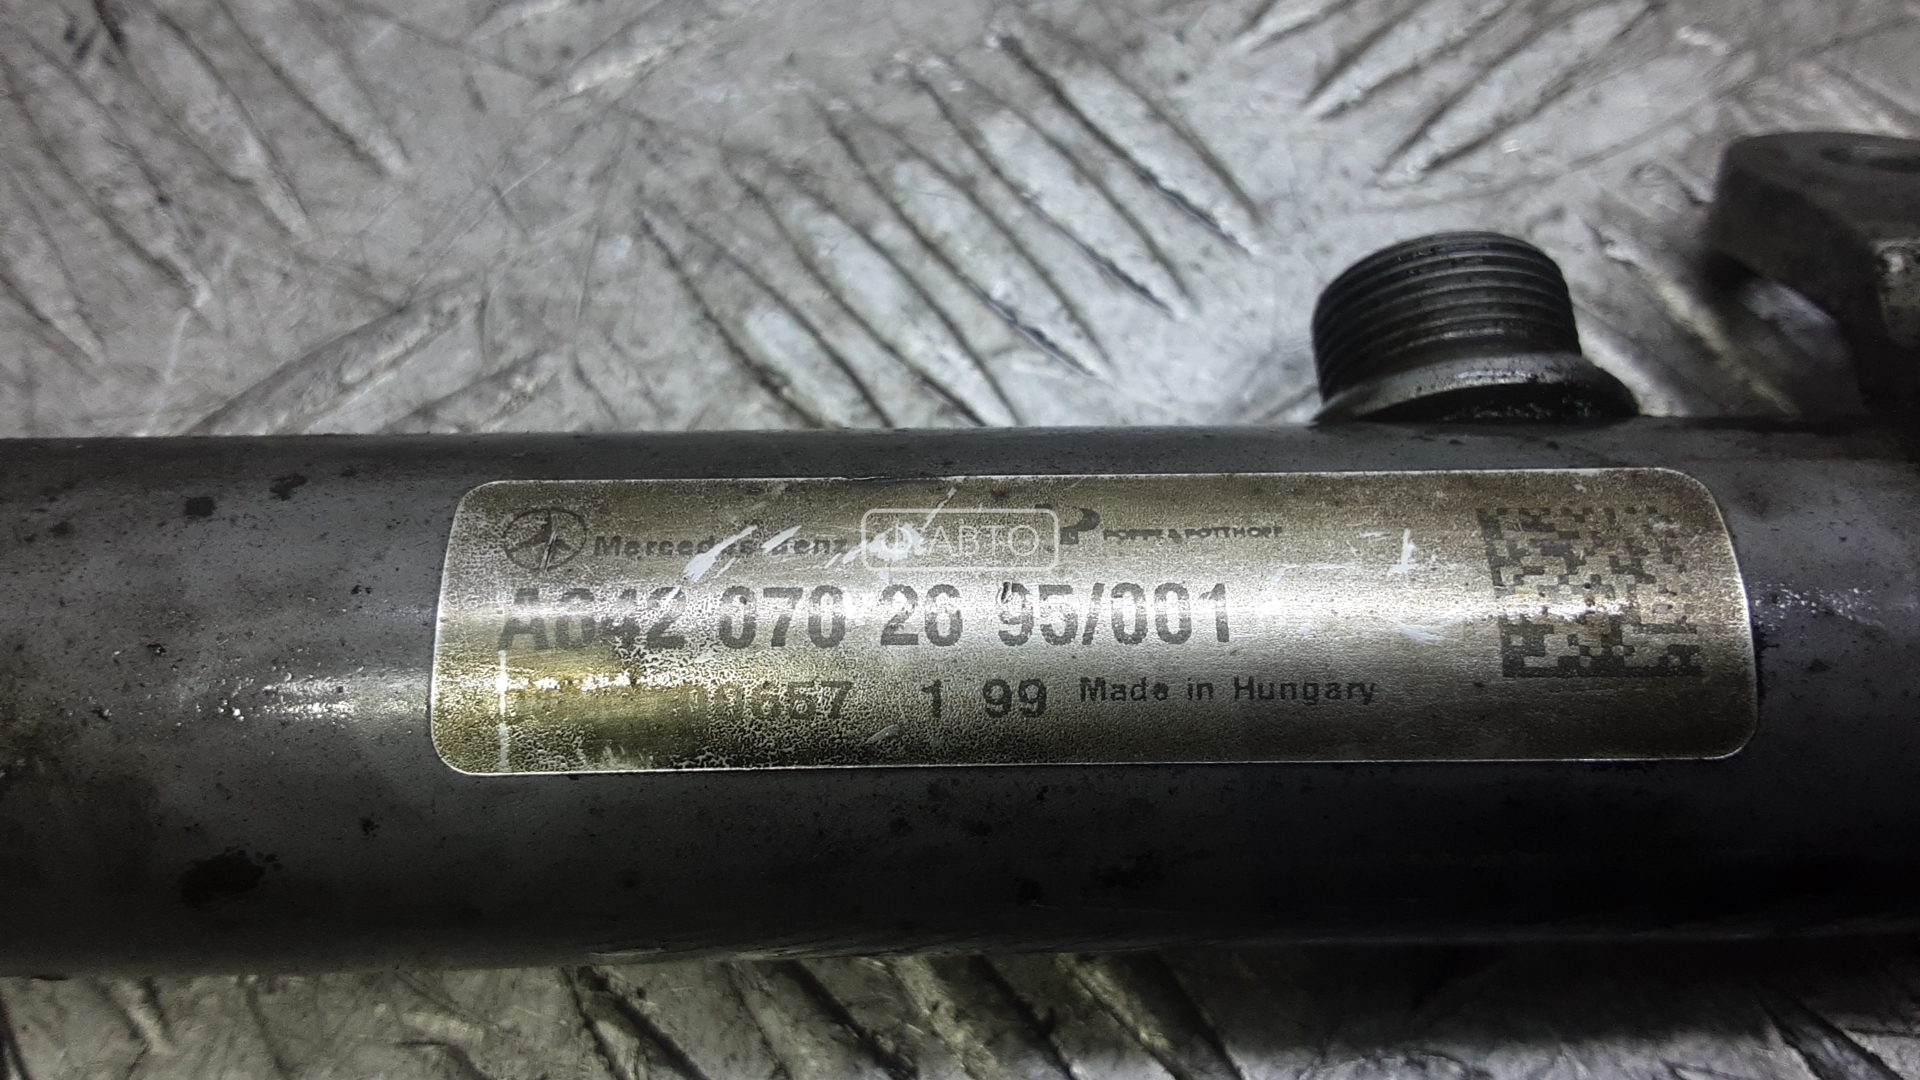 Mercedes-Benz
D АВТО
POPPE & POTTHOFF
A642 070 26 95/001
1 99 Made in Hungary